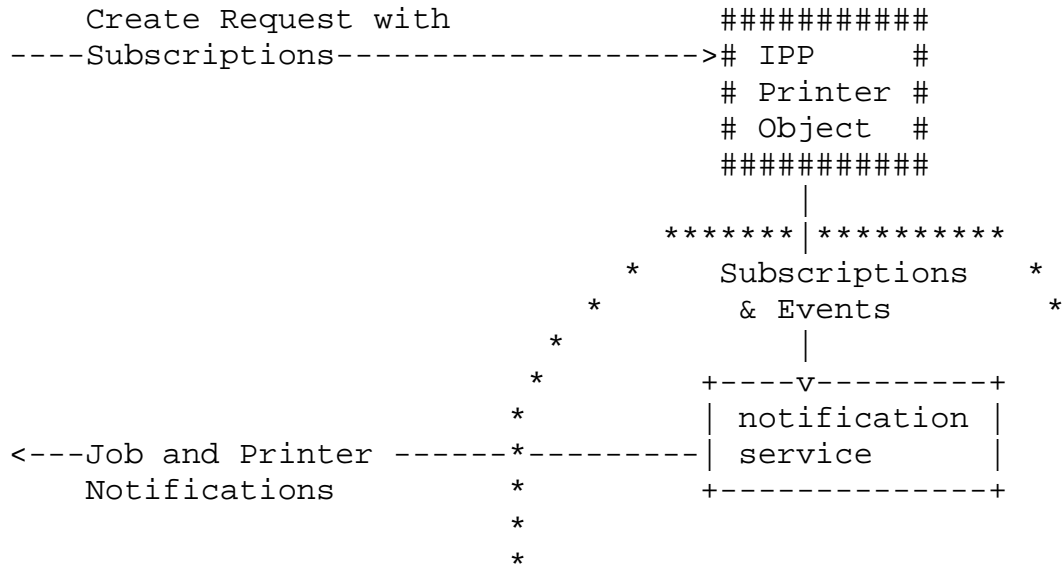 Create Request with              ###########
----Subscriptions------------------># IPP     #
                                     # Printer #
                                     # Object  #
                                     ###########
                                         |
                                  *******|**********
                                *    Subscriptions   *
                              *       & Events        *
                            *            |
                           *        +----v----------+
                          *         | notification |
<---Job and Printer ------*---------| service      |
    Notifications         *         +--------------+
                          *
                          *